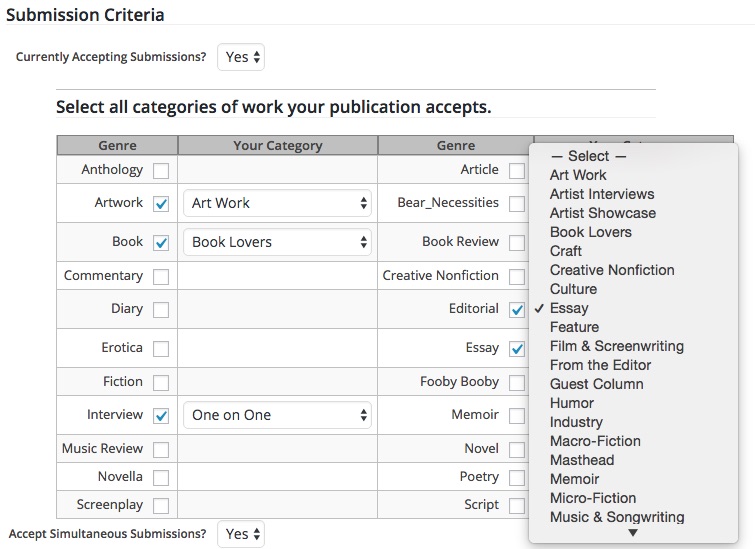 Submission Criteria
Currently Accepting Submissions? Yes
Select all categories of work your publication accepts.
Genre Your Category Genre
Anthology Article
Artwork Art Work Bear_Necessities
Book Book Lovers Book Review
Commentary Creative Nonfiction
Diary Editorial
Erotica Essay
Fiction Fooby Booby
Interview One on One Memoir
Music Review Novel
Novella Poetry
Screenplay Script
— Select —
Art Work
Artist Interviews
Artist Showcase
Book Lovers
Craft
Creative Nonfiction
Culture
✓ Essay
Feature
Film & Screenwriting
From the Editor
Guest Column
Humor
Industry
Macro-Fiction
Masthead
Memoir
Micro-Fiction
Music & Songwriting
Accept Simultaneous Submissions? Yes